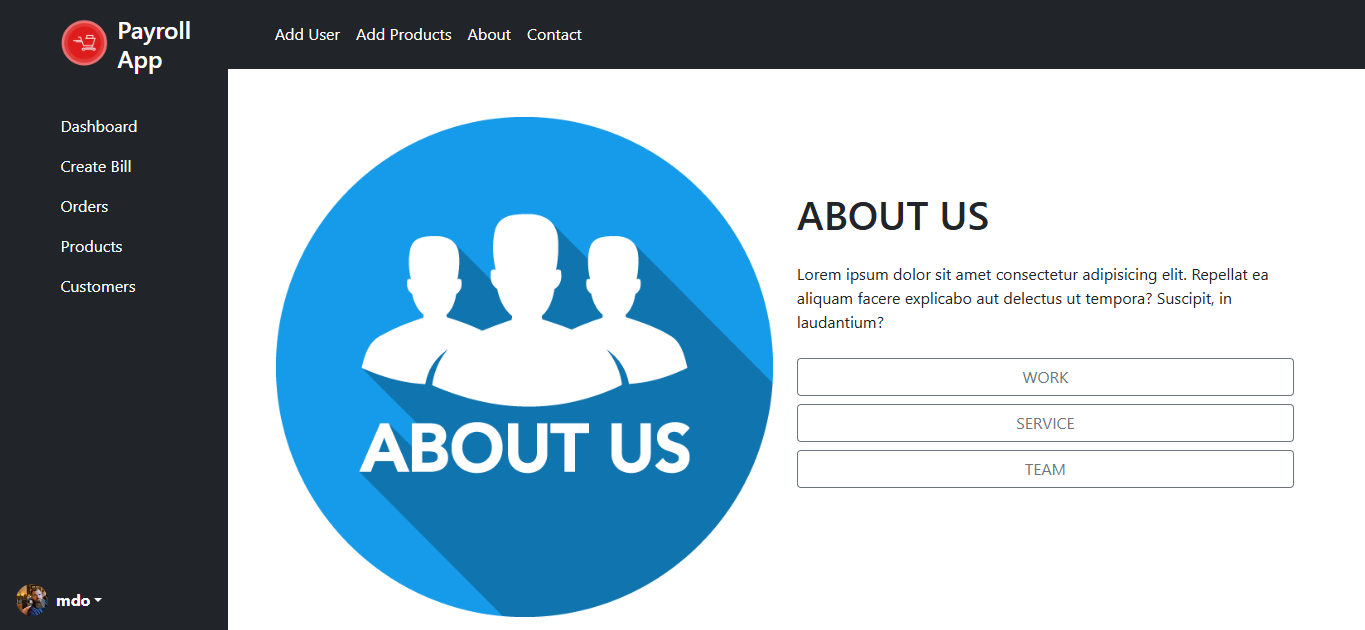 Payroll
App
Add User
Add Products
About
Contact
Dashboard
Create Bill
Orders
Products
Customers
mdo
ABOUT US
ABOUT US
Lorem ipsum dolor sit amet consectetur adipisicing elit. Repellat ea
aliquam facere explicabo aut delectus ut tempora? Suscipit, in
laudantium?
WORK
SERVICE
TEAM